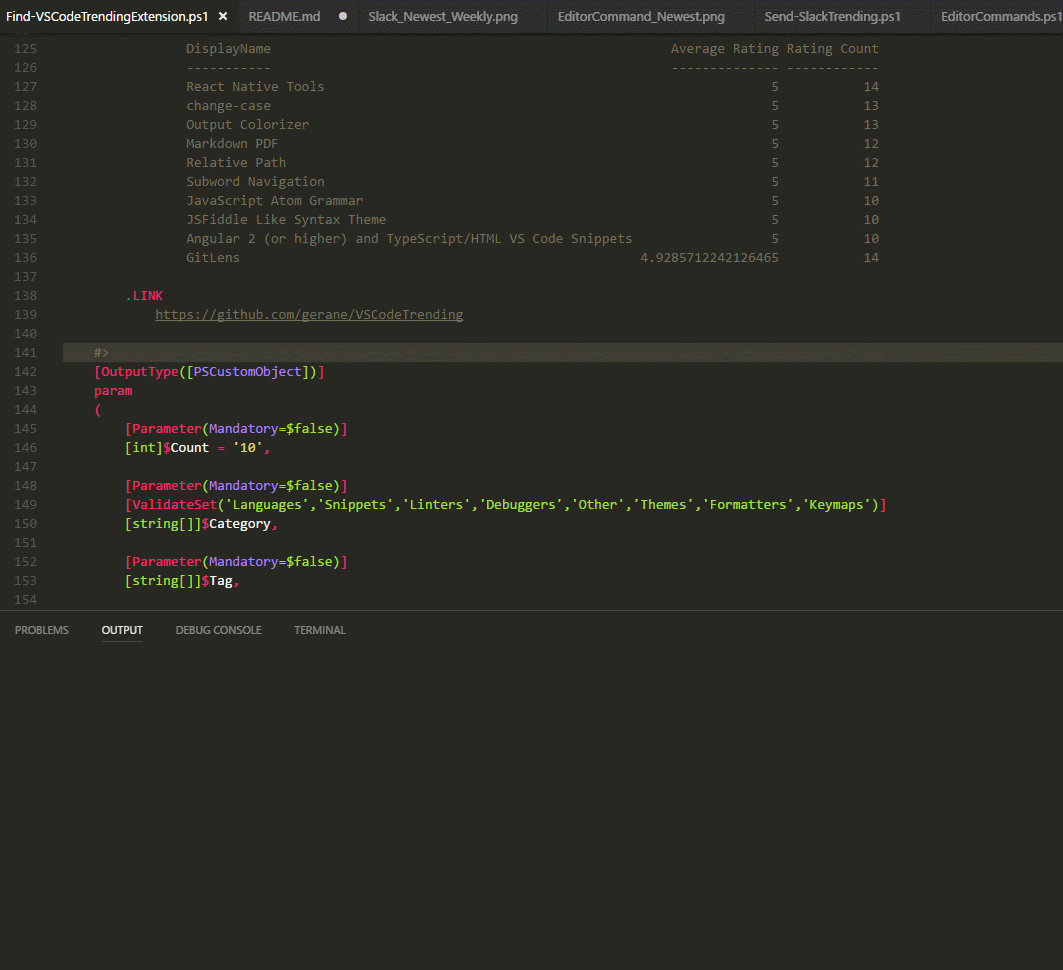 Find-VSCodeTrendingExtension.ps1 × README.md ● Slack_Newest_Weekly.png EditorCommand_Newest.png Send-SlackTrending.ps1 EditorCommands.ps1
125 DisplayName Average Rating Rating Count
126 ----------- -------------- ------------
127 React Native Tools 5 14
128 change-case 5 13
129 Output Colorizer 5 13
130 Markdown PDF 5 12
131 Relative Path 5 12
132 Subword Navigation 5 11
133 JavaScript Atom Grammar 5 10
134 JSFiddle Like Syntax Theme 5 10
135 Angular 2 (or higher) and TypeScript/HTML VS Code Snippets 5 10
136 GitLens 4.9285712242126465 14
137
138 .LINK
139 https://github.com/gerane/VSCodeTrending
140
141 #>
142 [OutputType([PSCustomObject])]
143 param
144 (
145 [Parameter(Mandatory=$false)]
146 [int]$Count = '10',
147
148 [Parameter(Mandatory=$false)]
149 [ValidateSet('Languages','Snippets','Linters','Debuggers','Other','Themes','Formatters','Keymaps')]
150 [string[]]$Category,
151
152 [Parameter(Mandatory=$false)]
153 [string[]]$Tag,
154
PROBLEMS OUTPUT DEBUG CONSOLE TERMINAL